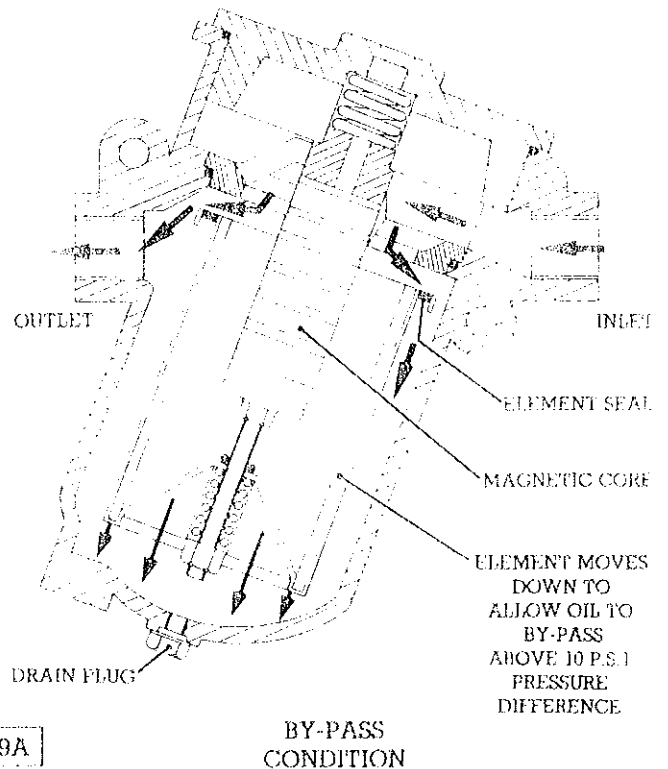 OUTLET
INLET
ELEMENT SEAL
MAGNETIC CORE
ELEMENT MOVES
DOWN TO
ALLOW OIL TO
BY-PASS
ABOVE 10 P.S.I
PRESSURE
DIFFERENCE
DRAIN PLUG
9A
BY-PASS
CONDITION